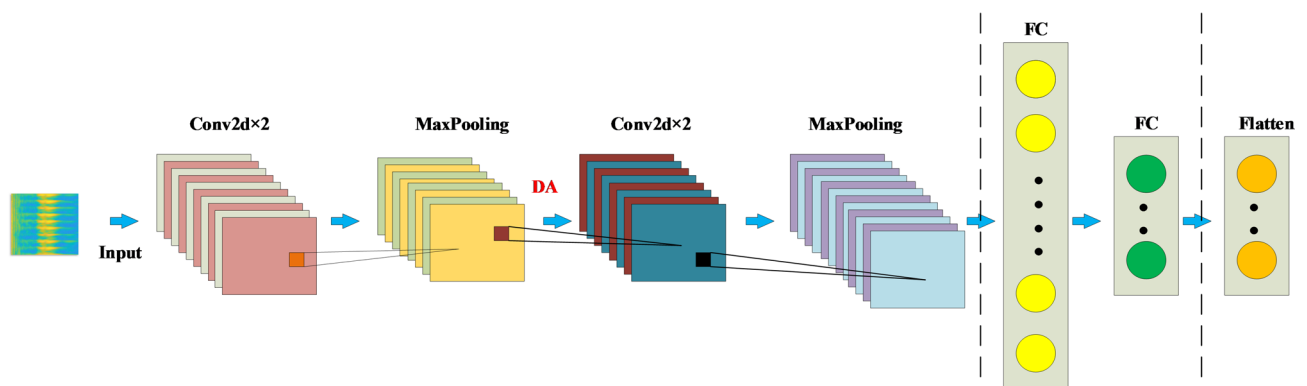 Input
Conv2d×2
MaxPooling
DA
Conv2d×2
MaxPooling
FC
FC
Flatten